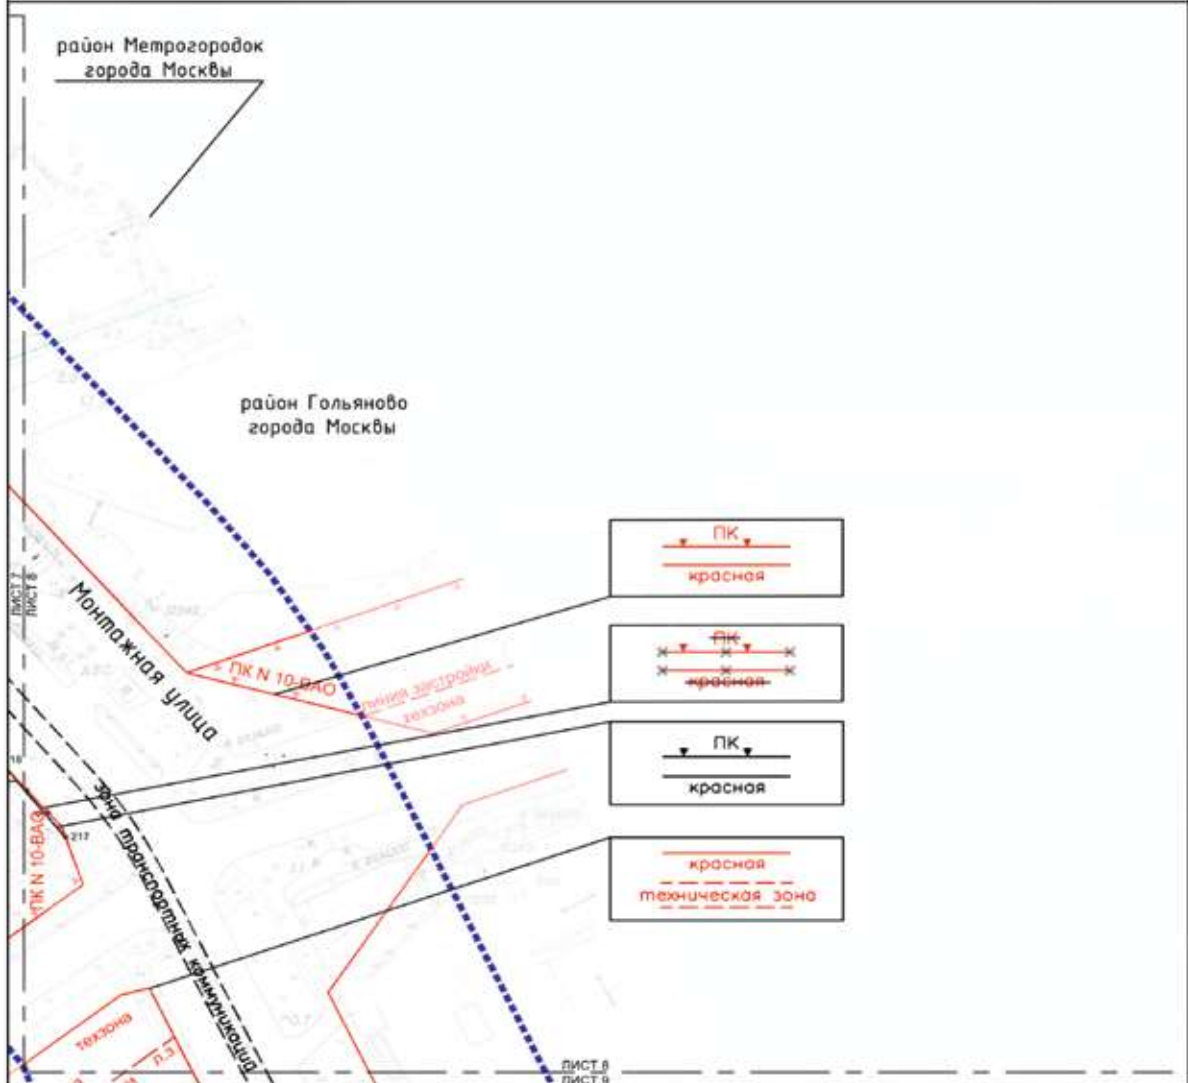 район Метрогородок
города Москвы
район Гольяново
города Москвы
ЛИСТ 7
ЛИСТ 8
Монтажная улица
ПК N 10-ВАО
линия застройки
техзона
ПК
красная
ПК
красная
ПК
красная
красная
техническая зона
зона транспортных коммуникаций
217
ПК N 10-ВАО
техзона
ЛИСТ 8
ЛИСТ 9